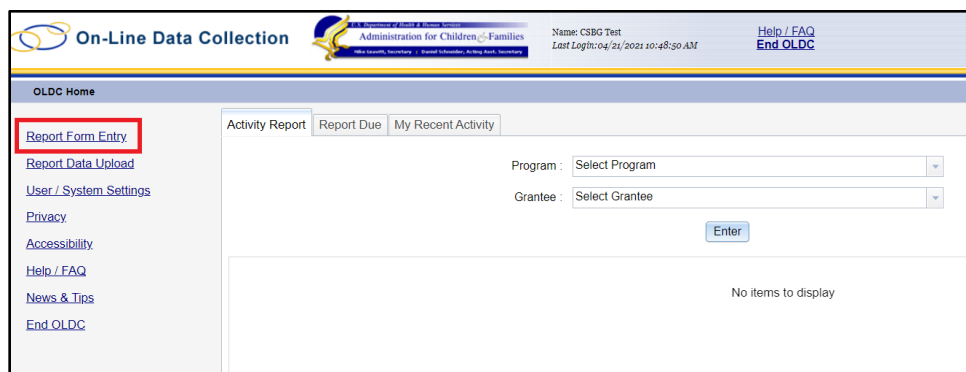 On-Line Data Collection
U.S. Department of Health & Human Services
Administration for Children & Families
Mike Leavitt, Secretary | Daniel Schneider, Acting Asst. Secretary
Name: CSBG Test
Last Login:04/21/2021 10:48:50 AM
Help / FAQ
End OLDC
OLDC Home
Report Form Entry
Report Data Upload
User / System Settings
Privacy
Accessibility
Help / FAQ
News & Tips
End OLDC
Activity Report
Report Due
My Recent Activity
Program :
Select Program
Grantee :
Select Grantee
Enter
No items to display